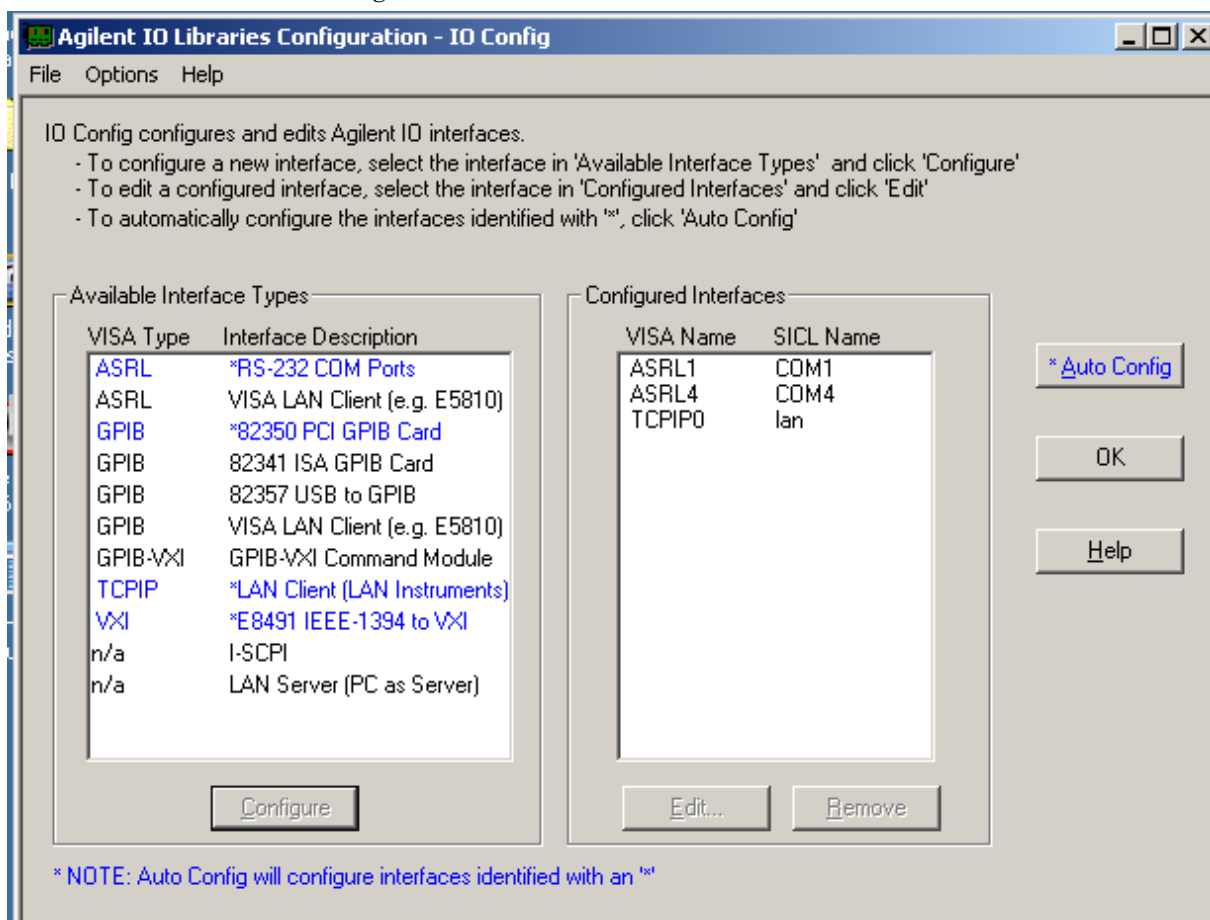 Agilent IO Libraries Configuration - IO Config
File Options Help
IO Config configures and edits Agilent IO interfaces.
- To configure a new interface, select the interface in 'Available Interface Types' and click 'Configure'
- To edit a configured interface, select the interface in 'Configured Interfaces' and click 'Edit'
- To automatically configure the interfaces identified with '*', click 'Auto Config'
Available Interface Types
VISA Type Interface Description
ASRL *RS-232 COM Ports
ASRL VISA LAN Client (e.g. E5810)
GPIB *82350 PCI GPIB Card
GPIB 82341 ISA GPIB Card
GPIB 82357 USB to GPIB
GPIB VISA LAN Client (e.g. E5810)
GPIB-VXI GPIB-VXI Command Module
TCPIP *LAN Client (LAN Instruments)
VXI *E8491 IEEE-1394 to VXI
n/a I-SCPI
n/a LAN Server (PC as Server)
Configure
Configured Interfaces
VISA Name SICL Name
ASRL1 COM1
ASRL4 COM4
TCPIP0 lan
Edit...
Remove
* Auto Config
OK
Help
* NOTE: Auto Config will configure interfaces identified with an '*'